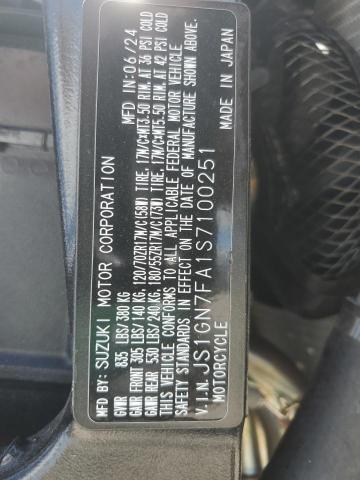 MFD BY: SUZUKI MOTOR CORPORATION MFD IN:06/24
GVWR 835 LBS/380 KG
GAWR FRONT 305 LBS/140 KG, 120/70ZR17M/C(58W) TIRE, 17M/CxMT3.50 RIM, AT 36 PSI COLD
GAWR REAR 530 LBS/240 KG, 180/55ZR17M/C(73W) TIRE, 17M/CxMT5.50 RIM, AT 42 PSI COLD
THIS VEHICLE CONFORMS TO ALL APPLICABLE FEDERAL MOTOR VEHICLE
SAFETY STANDARDS IN EFFECT ON THE DATE OF MANUFACTURE SHOWN ABOVE.
V.I.N. JS1GN7FA1S7100251
MOTORCYCLE MADE IN JAPAN